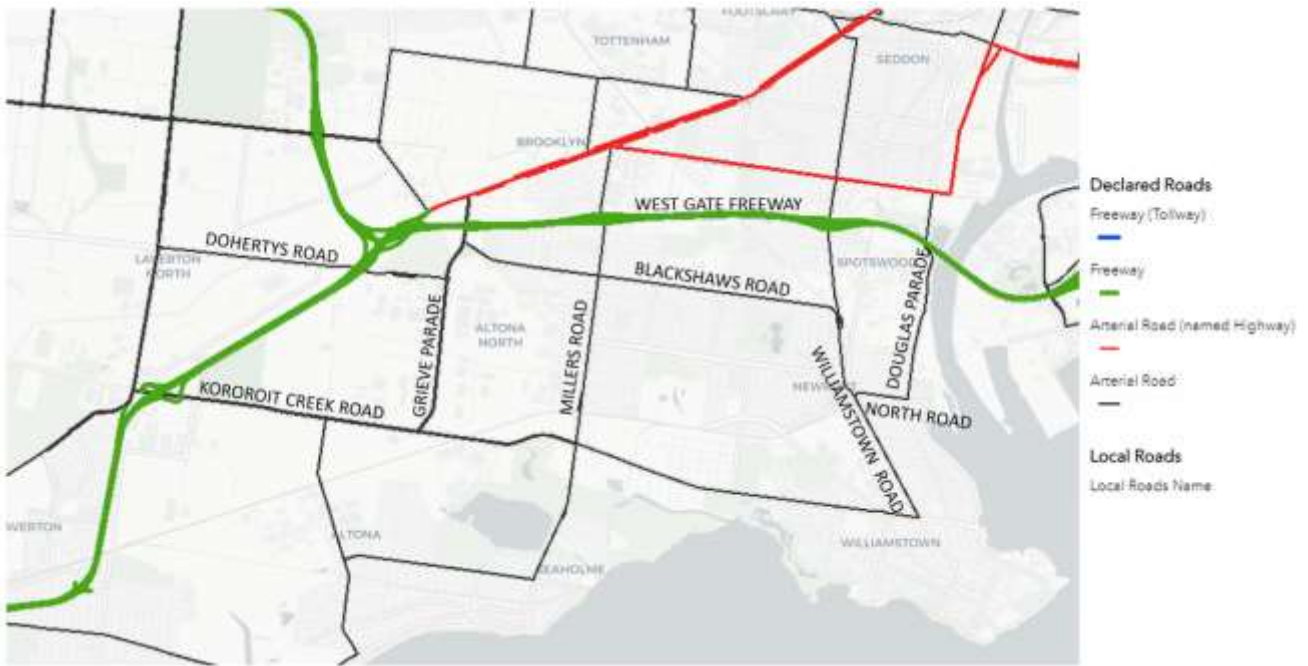 FOOTSCRAY
TOTTENHAM
SEDDON
BROOKLYN
WEST GATE FREEWAY
DOHERTYS ROAD
LAVERTON
NORTH
SPOTSWOOD
BLACKSHAWS ROAD
DOUGLAS PARADE
GRIEVE PARADE
ALTONA
NORTH
MILLERS ROAD
WILLIAMSTOWN ROAD
KOROROIT CREEK ROAD
NEWPORT
NORTH ROAD
AVERTON
ALTONA
SEAHOLME
WILLIAMSTOWN
Declared Roads
Freeway (Tollway)
Freeway
Arterial Road (named Highway)
Arterial Road
Local Roads
Local Roads Name